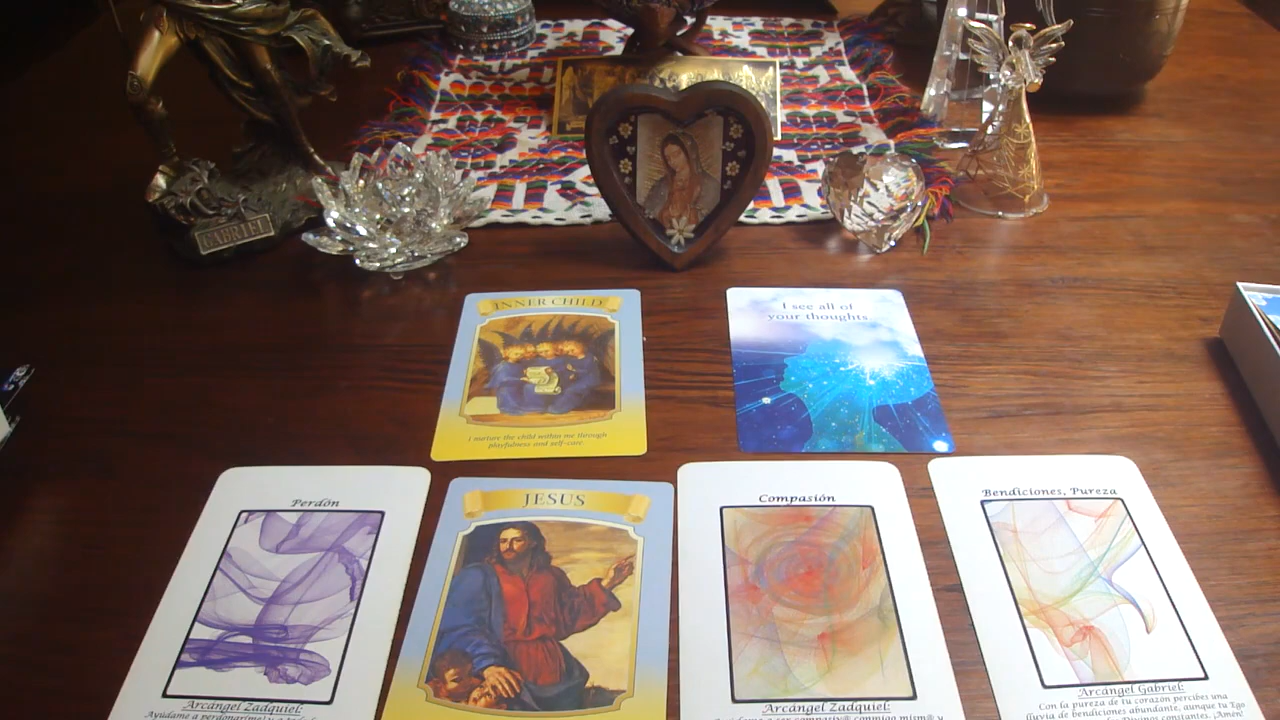 GABRIEL
INNER CHILD
I nurture the child within me through
playfulness and self-care.
I see all of
your thoughts
Perdón
Arcángel Zadquiel:
JESUS
Compasión
Arcángel Zadquiel:
Bendiciones, Pureza
Arcángel Gabriel:
Con la pureza de tu corazón percibes una
lluvia de bendiciones abundante, aunque tu Ego
constantes. Amen